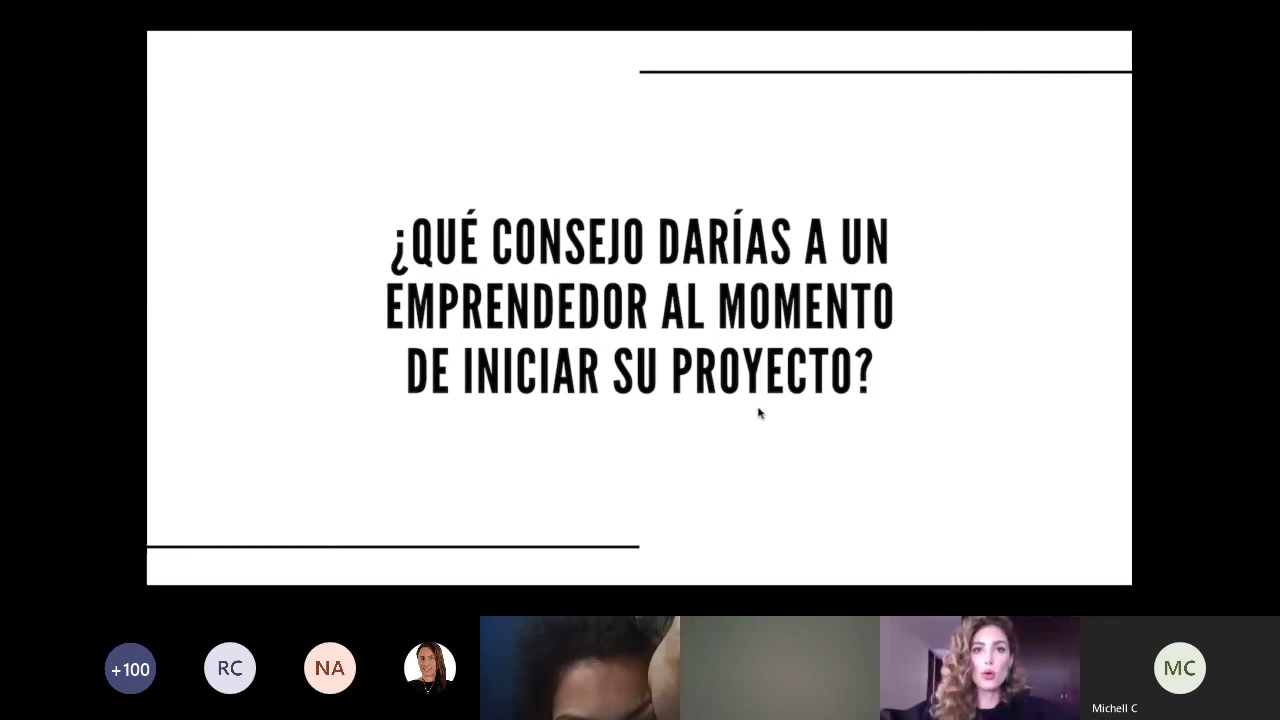 ¿QUÉ CONSEJO DARÍAS A UN
EMPRENDEDOR AL MOMENTO
DE INICIAR SU PROYECTO?
+100
RC
NA
MC
Michell C